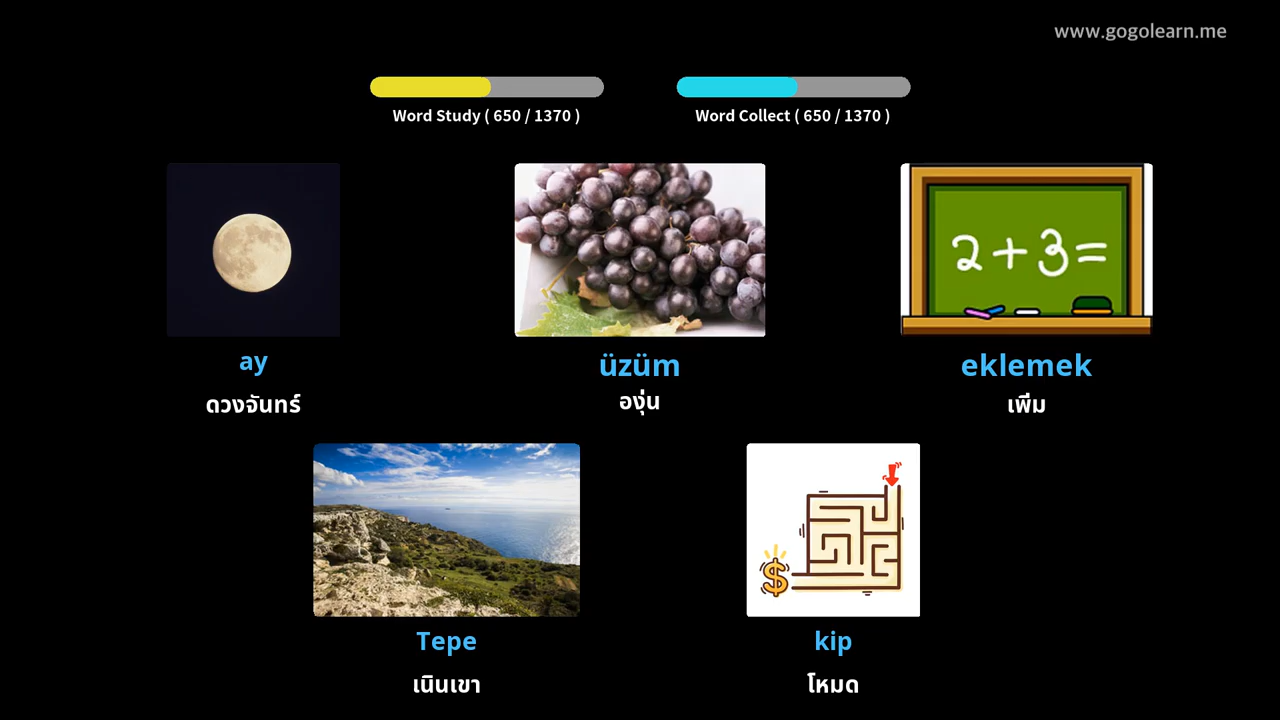 www.gogolearn.me
Word Study ( 650 / 1370 )
Word Collect ( 650 / 1370 )
2+3=
ay
ดวงจันทร์
üzüm
องุ่น
eklemek
เพิ่ม
$
Tepe
เนินเขา
kip
โหมด